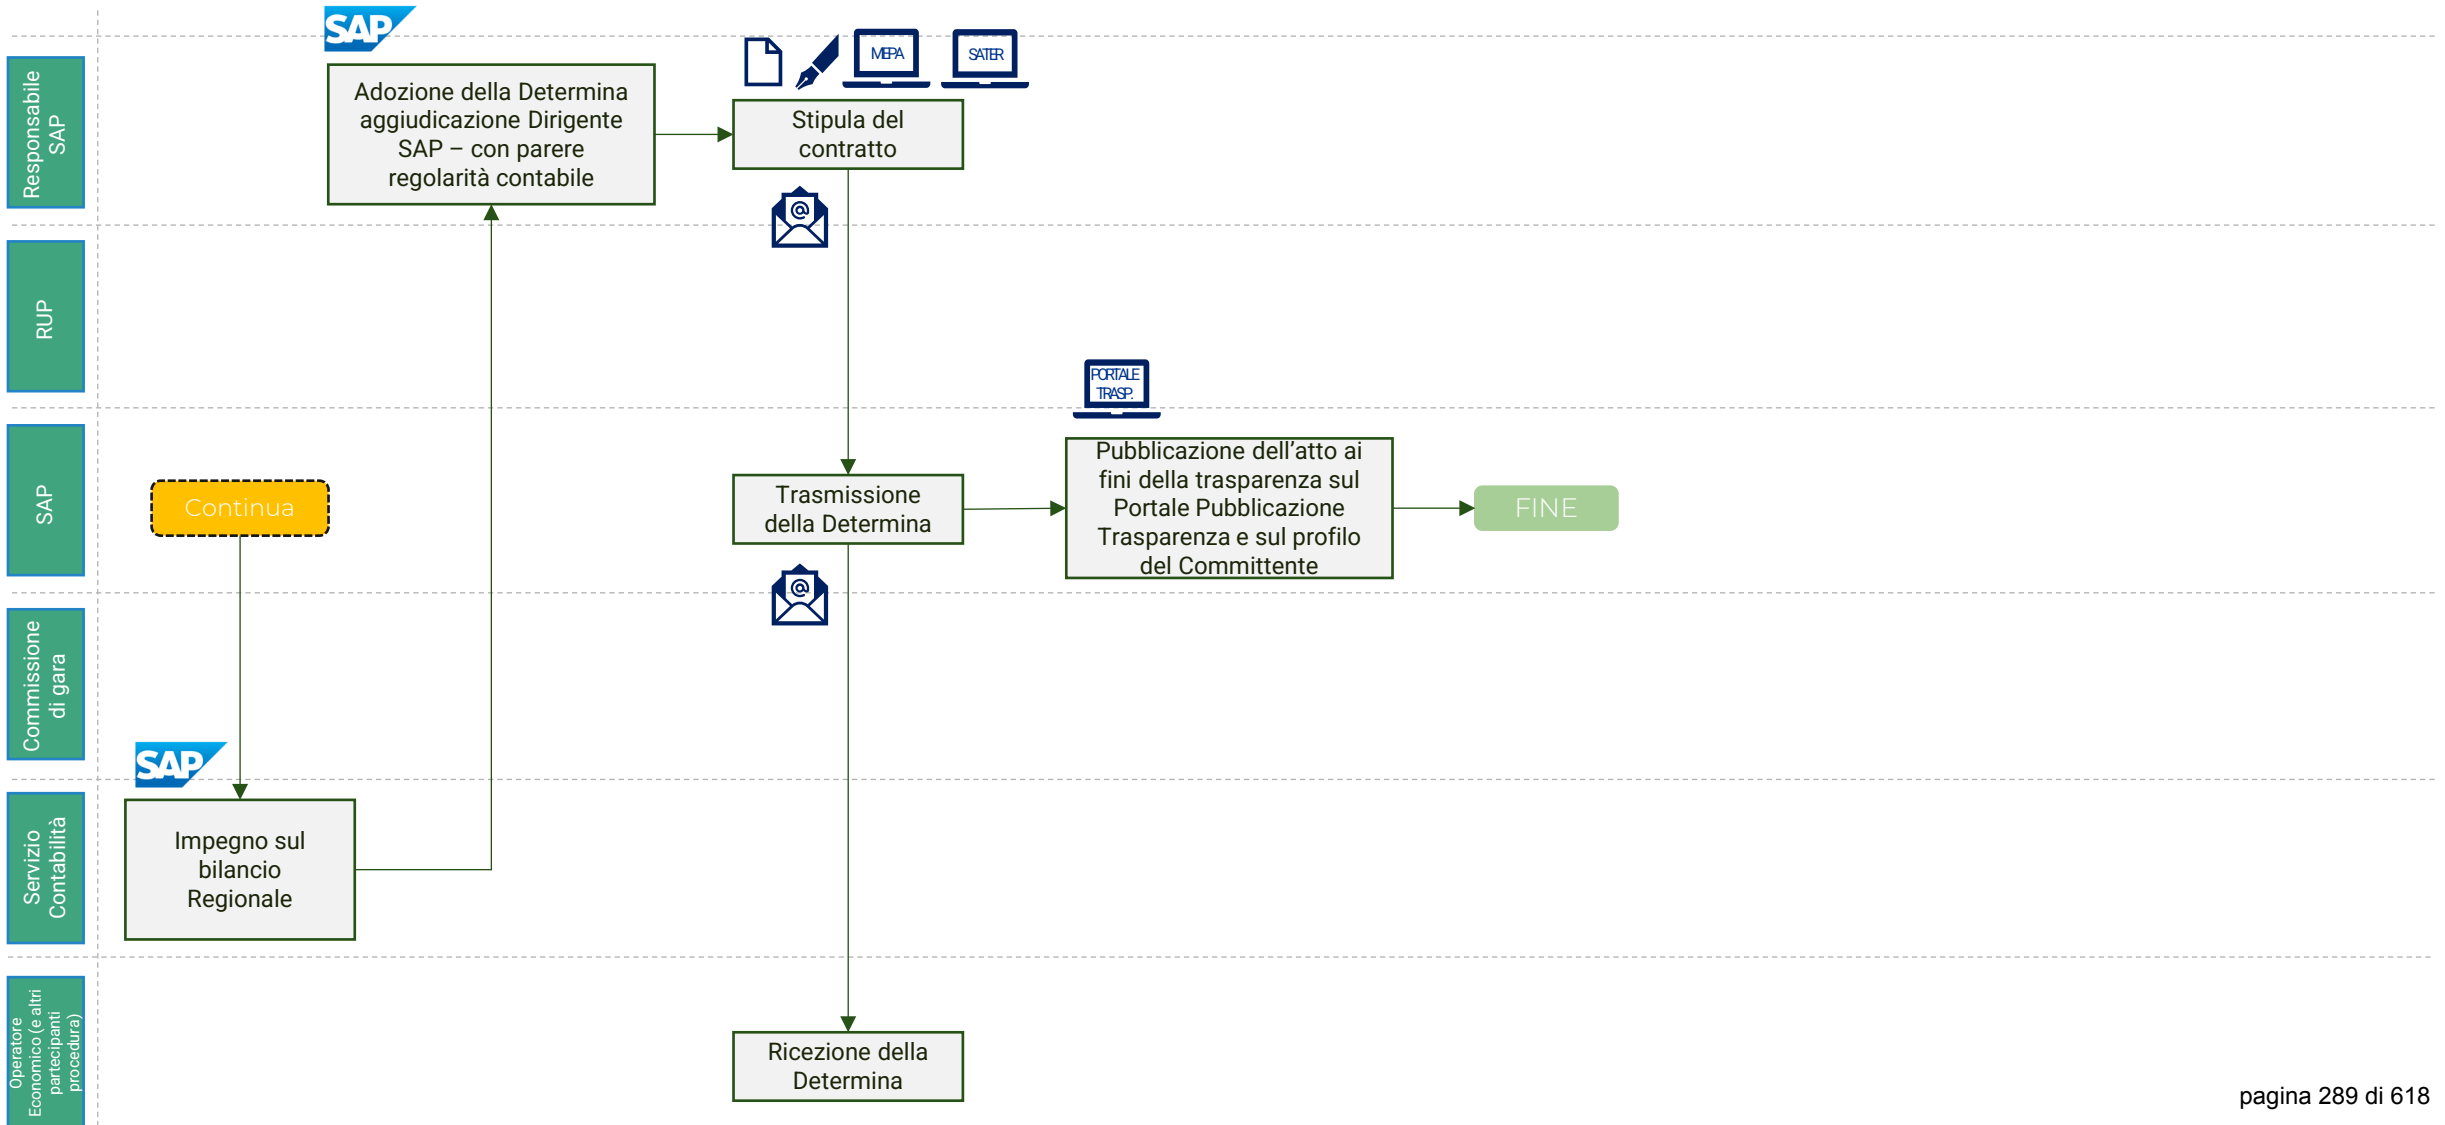 SAP
MEPA
SATER
Responsabile
SAP
Adozione della Determina
aggiudicazione Dirigente
SAP – con parere
regolarità contabile
Stipula del
contratto
@
RUP
PORTALE
TRASP.
SAP
Continua
Trasmissione
della Determina
Pubblicazione dell’atto ai
fini della trasparenza sul
Portale Pubblicazione
Trasparenza e sul profilo
del Committente
FINE
@
Commissione
di gara
SAP
Servizio
Contabilità
Impegno sul
bilancio
Regionale
Operatore
Economico (e altri
partecipanti
procedura)
Ricezione della
Determina
pagina 289 di 618